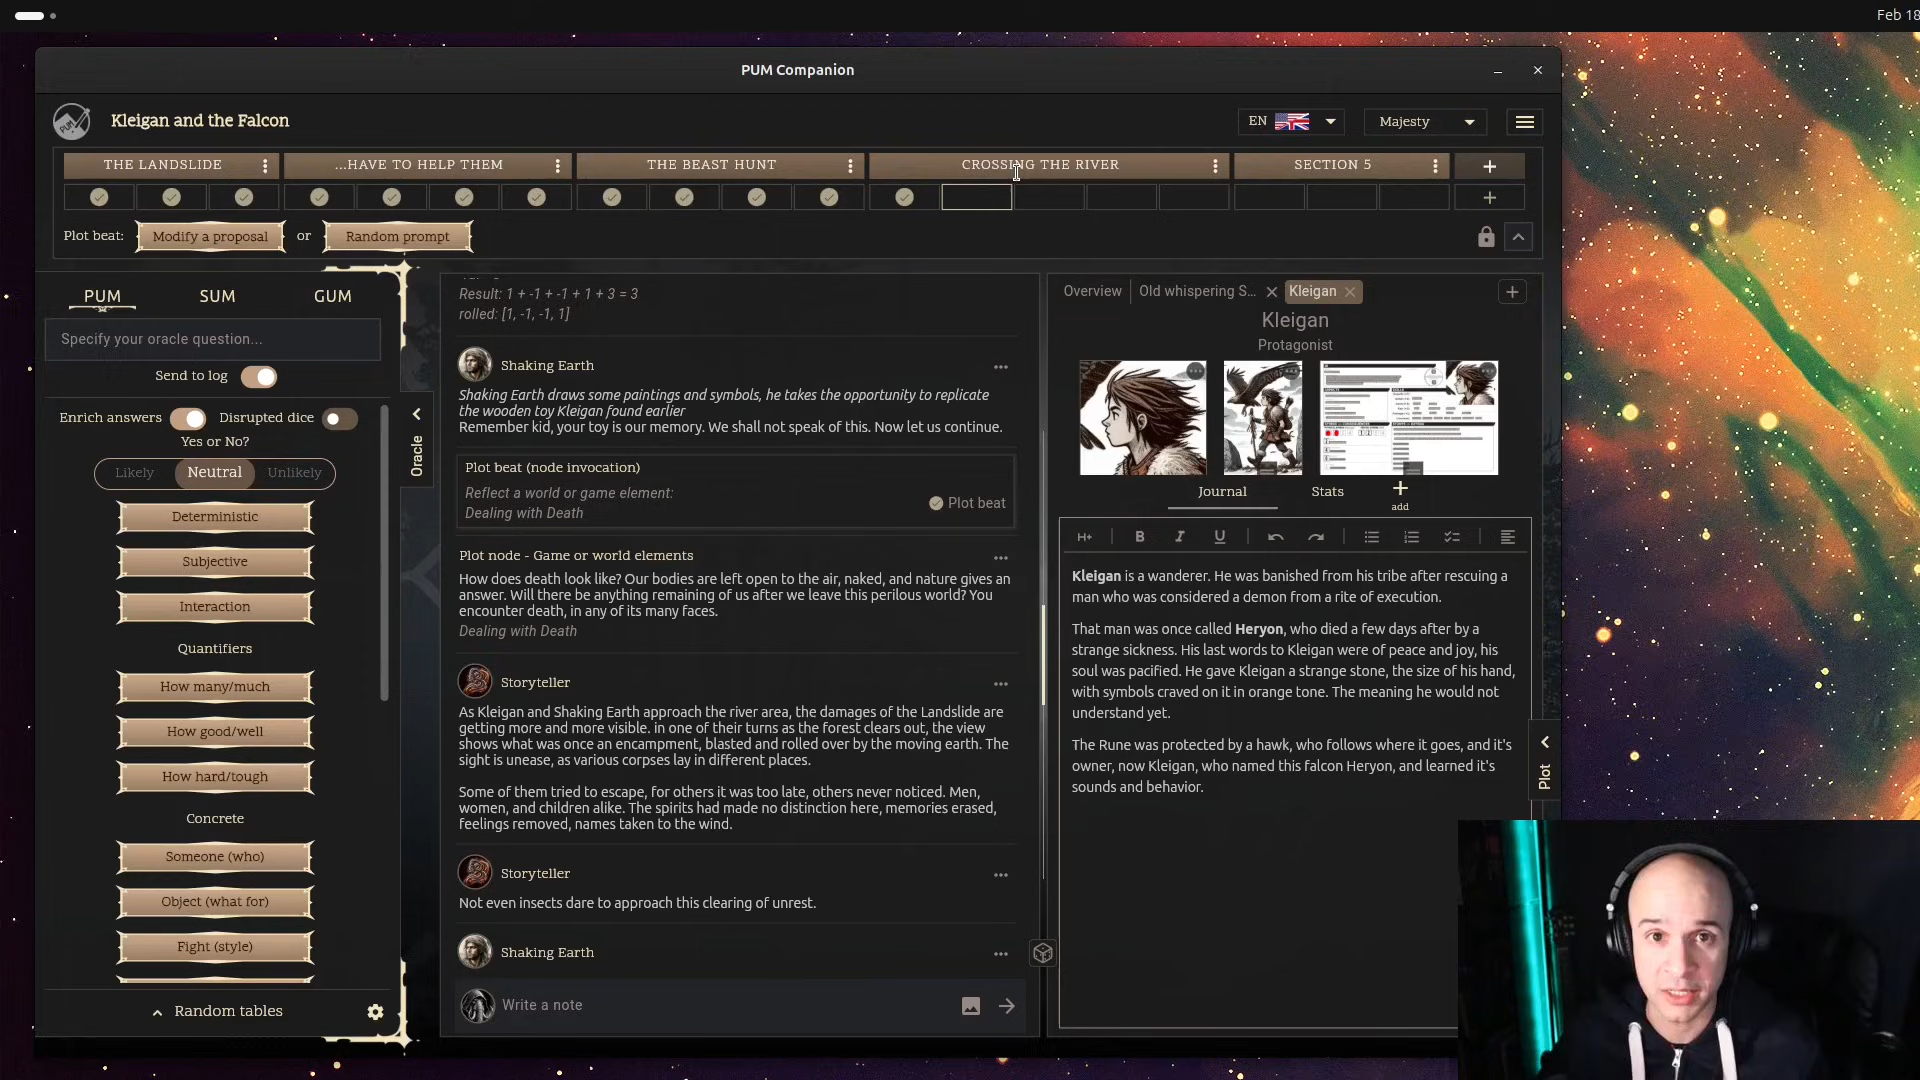 Feb 18
PUM Companion
Kleigan and the Falcon
EN
Majesty
THE LANDSLIDE
...HAVE TO HELP THEM
THE BEAST HUNT
CROSSING THE RIVER
SECTION 5
+
+
Plot beat:
Modify a proposal
or
Random prompt
PUM
SUM
GUM
Specify your oracle question...
Send to log
Enrich answers
Disrupted dice
Yes or No?
Likely
Neutral
Unlikely
Deterministic
Subjective
Interaction
Quantifiers
How many/much
How good/well
How hard/tough
Concrete
Someone (who)
Object (what for)
Fight (style)
Random tables
Oracle
Result: 1 + -1 + -1 + 1 + 3 = 3
rolled: [1, -1, -1, 1]
Shaking Earth
Shaking Earth draws some paintings and symbols, he takes the opportunity to replicate
the wooden toy Kleigan found earlier
Remember kid, your toy is our memory. We shall not speak of this. Now let us continue.
Plot beat (node invocation)
Reflect a world or game element:
Dealing with Death
Plot beat
Plot node - Game or world elements
How does death look like? Our bodies are left open to the air, naked, and nature gives an
answer. Will there be anything remaining of us after we leave this perilous world? You
encounter death, in any of its many faces.
Dealing with Death
Storyteller
As Kleigan and Shaking Earth approach the river area, the damages of the Landslide are
getting more and more visible. in one of their turns as the forest clears out, the view
shows what was once an encampment, blasted and rolled over by the moving earth. The
sight is unease, as various corpses lay in different places.
Some of them tried to escape, for others it was too late, others never noticed. Men,
women, and children alike. The spirits had made no distinction here, memories erased,
feelings removed, names taken to the wind.
Storyteller
Not even insects dare to approach this clearing of unrest.
Shaking Earth
Write a note
Overview
Old whispering S...
Kleigan
+
Kleigan
Protagonist
Journal
Stats
+
add
H+
B
I
U
Kleigan is a wanderer. He was banished from his tribe after rescuing a
man who was considered a demon from a rite of execution.
That man was once called Heryon, who died a few days after by a
strange sickness. His last words to Kleigan were of peace and joy, his
soul was pacified. He gave Kleigan a strange stone, the size of his hand,
with symbols craved on it in orange tone. The meaning he would not
understand yet.
The Rune was protected by a hawk, who follows where it goes, and it's
owner, now Kleigan, who named this falcon Heryon, and learned it's
sounds and behavior.
Plot